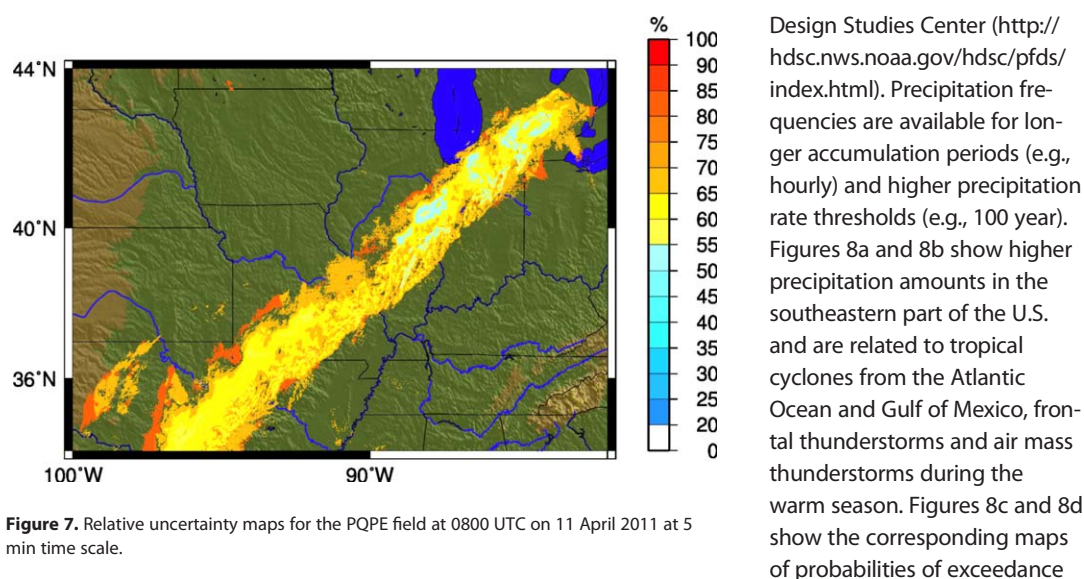 %
100
90
85
80
75
70
65
60
55
50
45
40
35
30
20
0
44°N
40°N
36°N
100°W
90°W
Figure 7. Relative uncertainty maps for the PQPE field at 0800 UTC on 11 April 2011 at 5
min time scale.
Design Studies Center (http://
hdsc.nws.noaa.gov/hdsc/pfds/
index.html). Precipitation fre-
quencies are available for lon-
ger accumulation periods (e.g.,
hourly) and higher precipitation
rate thresholds (e.g., 100 year).
Figures 8a and 8b show higher
precipitation amounts in the
southeastern part of the U.S.
and are related to tropical
cyclones from the Atlantic
Ocean and Gulf of Mexico, fron-
tal thunderstorms and air mass
thunderstorms during the
warm season. Figures 8c and 8d
show the corresponding maps
of probabilities of exceedance